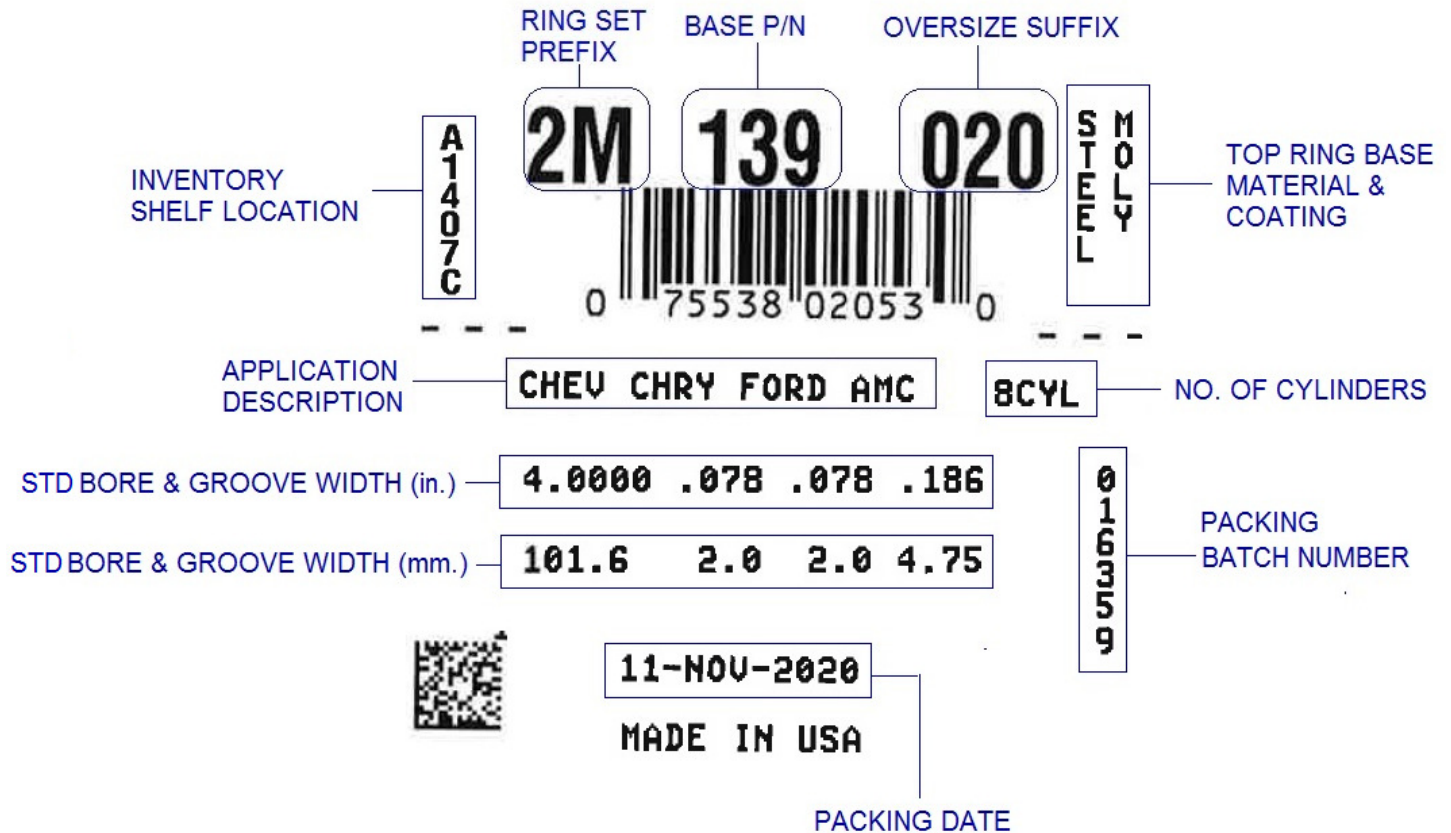 RING SET
PREFIX
BASE P/N
OVERSIZE SUFFIX
2M 139 020
STEEL
MOLY
TOP RING BASE
MATERIAL &
COATING
INVENTORY
SHELF LOCATION
A1407C
0 75538 02053 0
- - -
- - -
APPLICATION
DESCRIPTION
CHEV CHRY FORD AMC
8CYL
NO. OF CYLINDERS
STD BORE & GROOVE WIDTH (in.)
4.0000 .078 .078 .186
STD BORE & GROOVE WIDTH (mm.)
101.6 2.0 2.0 4.75
016359
PACKING
BATCH NUMBER
11-NOV-2020
MADE IN USA
PACKING DATE